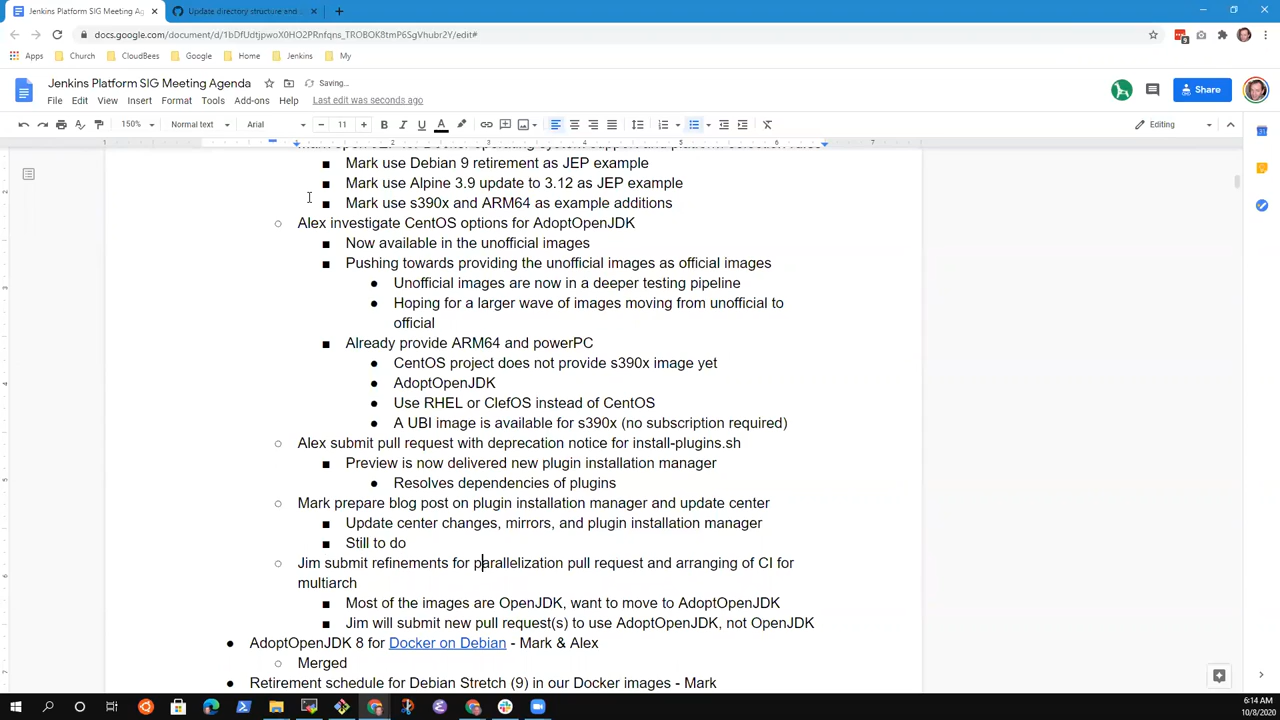 Jenkins Platform SIG Meeting Ag
Update directory structure and
docs.google.com/document/d/1bDfUdtjpwoX0HO2PRnfqns_TROBOK8tmP6SgVhubr2Y/edit#
Apps
Church
CloudBees
Google
Home
Jenkins
My
Jenkins Platform SIG Meeting Agenda
Saving...
File Edit View Insert Format Tools Add-ons Help Last edit was seconds ago
Share
150% Normal text Arial 11 Editing
1 1 2 3 4 5 6 7
Mark use Debian 9 retirement as JEP example
Mark use Alpine 3.9 update to 3.12 as JEP example
Mark use s390x and ARM64 as example additions
Alex investigate CentOS options for AdoptOpenJDK
Now available in the unofficial images
Pushing towards providing the unofficial images as official images
Unofficial images are now in a deeper testing pipeline
Hoping for a larger wave of images moving from unofficial to
official
Already provide ARM64 and powerPC
CentOS project does not provide s390x image yet
AdoptOpenJDK
Use RHEL or ClefOS instead of CentOS
A UBI image is available for s390x (no subscription required)
Alex submit pull request with deprecation notice for install-plugins.sh
Preview is now delivered new plugin installation manager
Resolves dependencies of plugins
Mark prepare blog post on plugin installation manager and update center
Update center changes, mirrors, and plugin installation manager
Still to do
Jim submit refinements for parallelization pull request and arranging of CI for
multiarch
Most of the images are OpenJDK, want to move to AdoptOpenJDK
Jim will submit new pull request(s) to use AdoptOpenJDK, not OpenJDK
AdoptOpenJDK 8 for Docker on Debian - Mark & Alex
Merged
Retirement schedule for Debian Stretch (9) in our Docker images - Mark
6:14 AM
10/8/2020